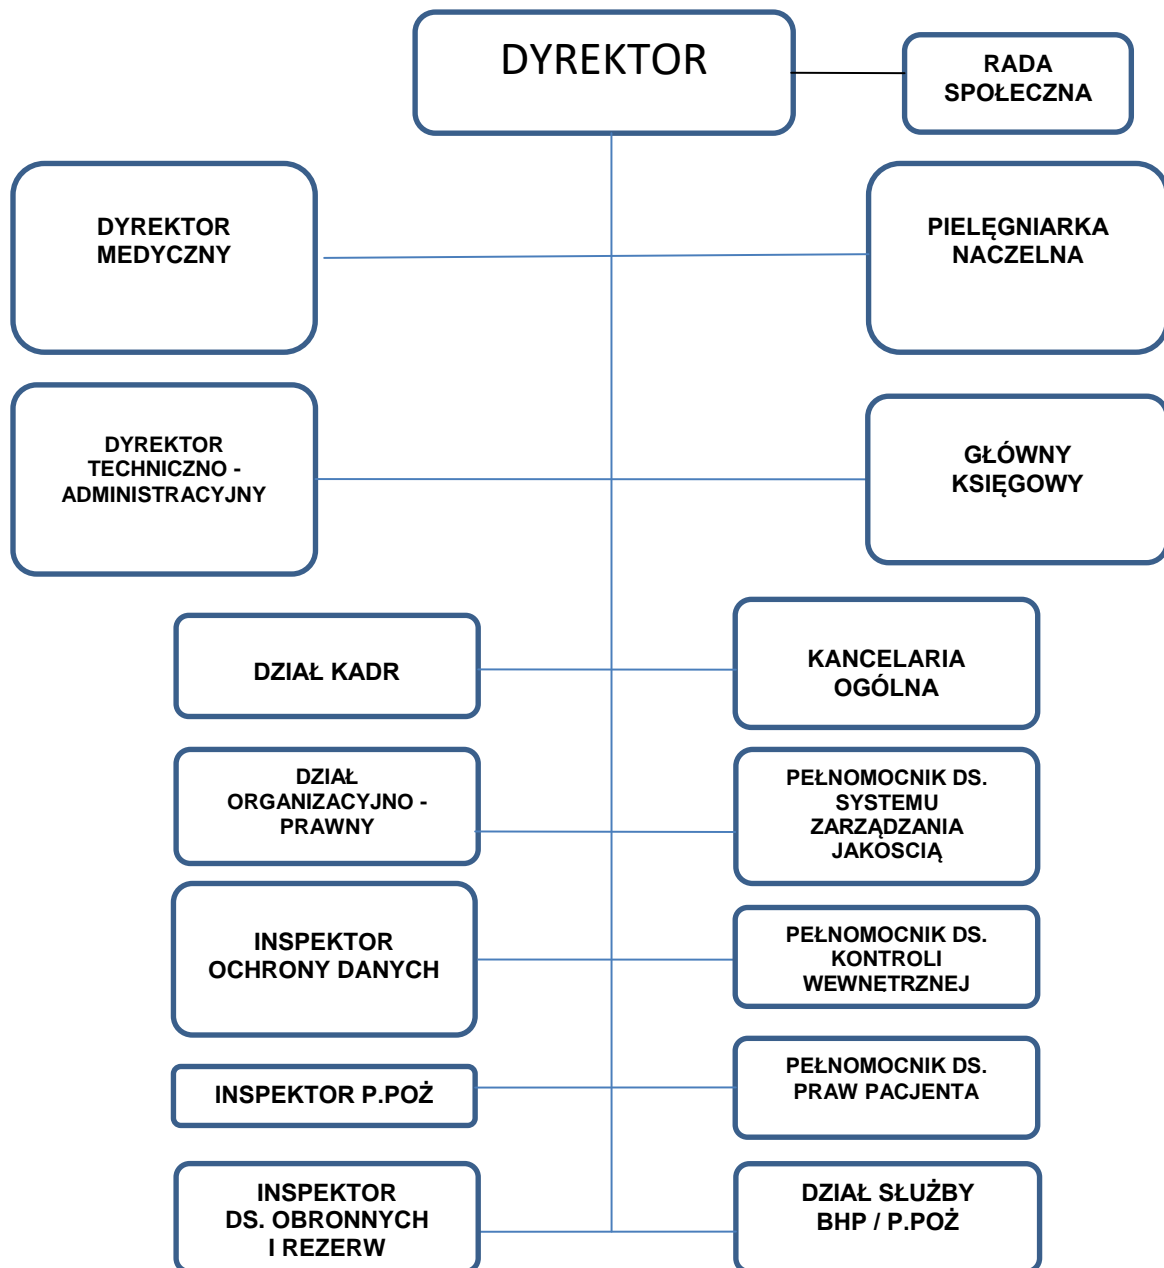 DYREKTOR
RADA
SPOŁECZNA
DYREKTOR
MEDYCZNY
PIELĘGNIARKA
NACZELNA
DYREKTOR
TECHNICZNO -
ADMINISTRACYJNY
GŁÓWNY
KSIĘGOWY
DZIAŁ KADR
KANCELARIA
OGÓLNA
DZIAŁ
ORGANIZACYJNO -
PRAWNY
PEŁNOMOCNIK DS.
SYSTEMU
ZARZĄDZANIA
JAKOSCIĄ
INSPEKTOR
OCHRONY DANYCH
PEŁNOMOCNIK DS.
KONTROLI
WEWNĘTRZNEJ
INSPEKTOR P.POŻ
PEŁNOMOCNIK DS.
PRAW PACJENTA
INSPEKTOR
DS. OBRONNYCH
I REZERW
DZIAŁ SŁUŻBY
BHP / P.POŻ